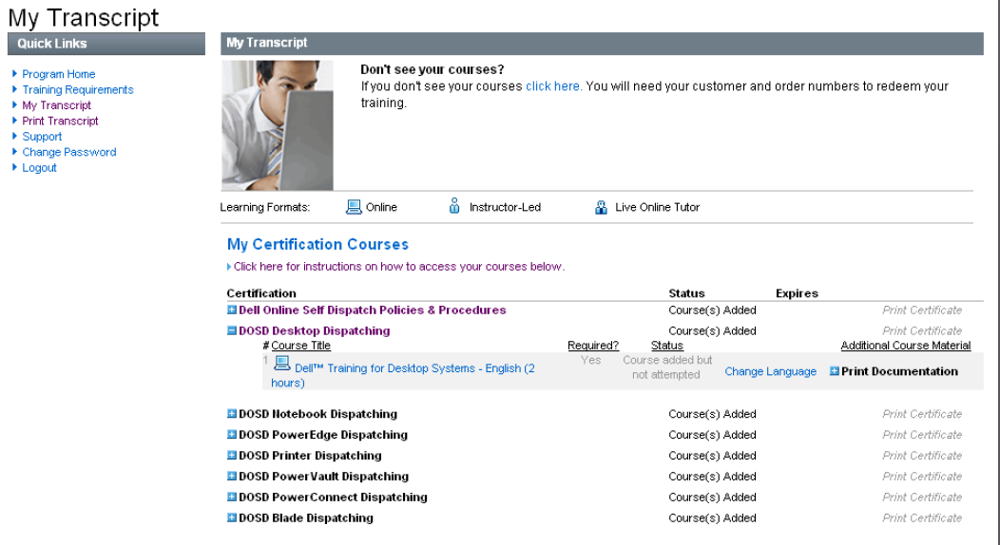 My Transcript
Quick Links
Program Home
Training Requirements
My Transcript
Print Transcript
Support
Change Password
Logout
My Transcript
Don't see your courses?
If you don't see your courses click here. You will need your customer and order numbers to redeem your
training.
Learning Formats: Online Instructor-Led Live Online Tutor
My Certification Courses
Click here for instructions on how to access your courses below.
Certification Status Expires
Dell Online Self Dispatch Policies & Procedures Course(s) Added Print Certificate
DOSD Desktop Dispatching Course(s) Added Print Certificate
# Course Title Required? Status Additional Course Material
1 Dell™ Training for Desktop Systems - English (2 Yes Course added but Change Language Print Documentation
hours) not attempted
DOSD Notebook Dispatching Course(s) Added Print Certificate
DOSD PowerEdge Dispatching Course(s) Added Print Certificate
DOSD Printer Dispatching Course(s) Added Print Certificate
DOSD PowerVault Dispatching Course(s) Added Print Certificate
DOSD PowerConnect Dispatching Course(s) Added Print Certificate
DOSD Blade Dispatching Course(s) Added Print Certificate